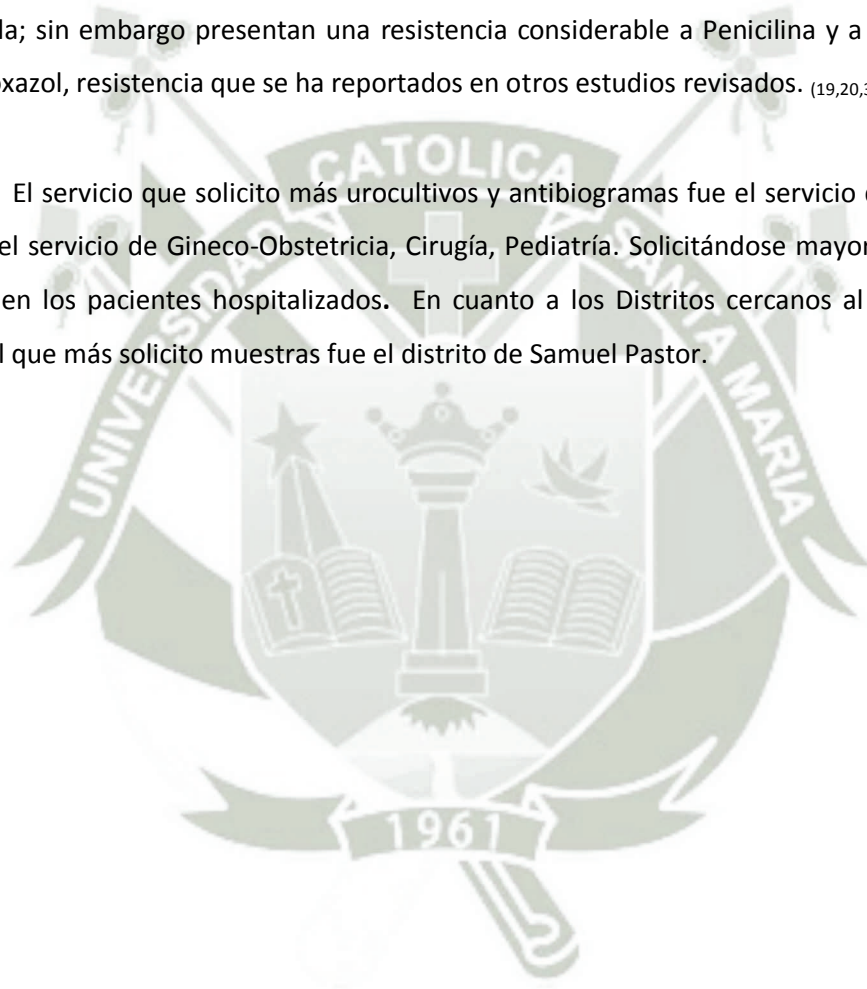 la; sin embargo presentan una resistencia considerable a Penicilina y a
oxazol, resistencia que se ha reportados en otros estudios revisados. (19,20,3
El servicio que solicito más urocultivos y antibiogramas fue el servicio
el servicio de Gineco-Obstetricia, Cirugía, Pediatría. Solicitándose mayor
en los pacientes hospitalizados. En cuanto a los Distritos cercanos al
l que más solicito muestras fue el distrito de Samuel Pastor.
UNIVERSIDAD CATOLICA SANTA MARIA
1961